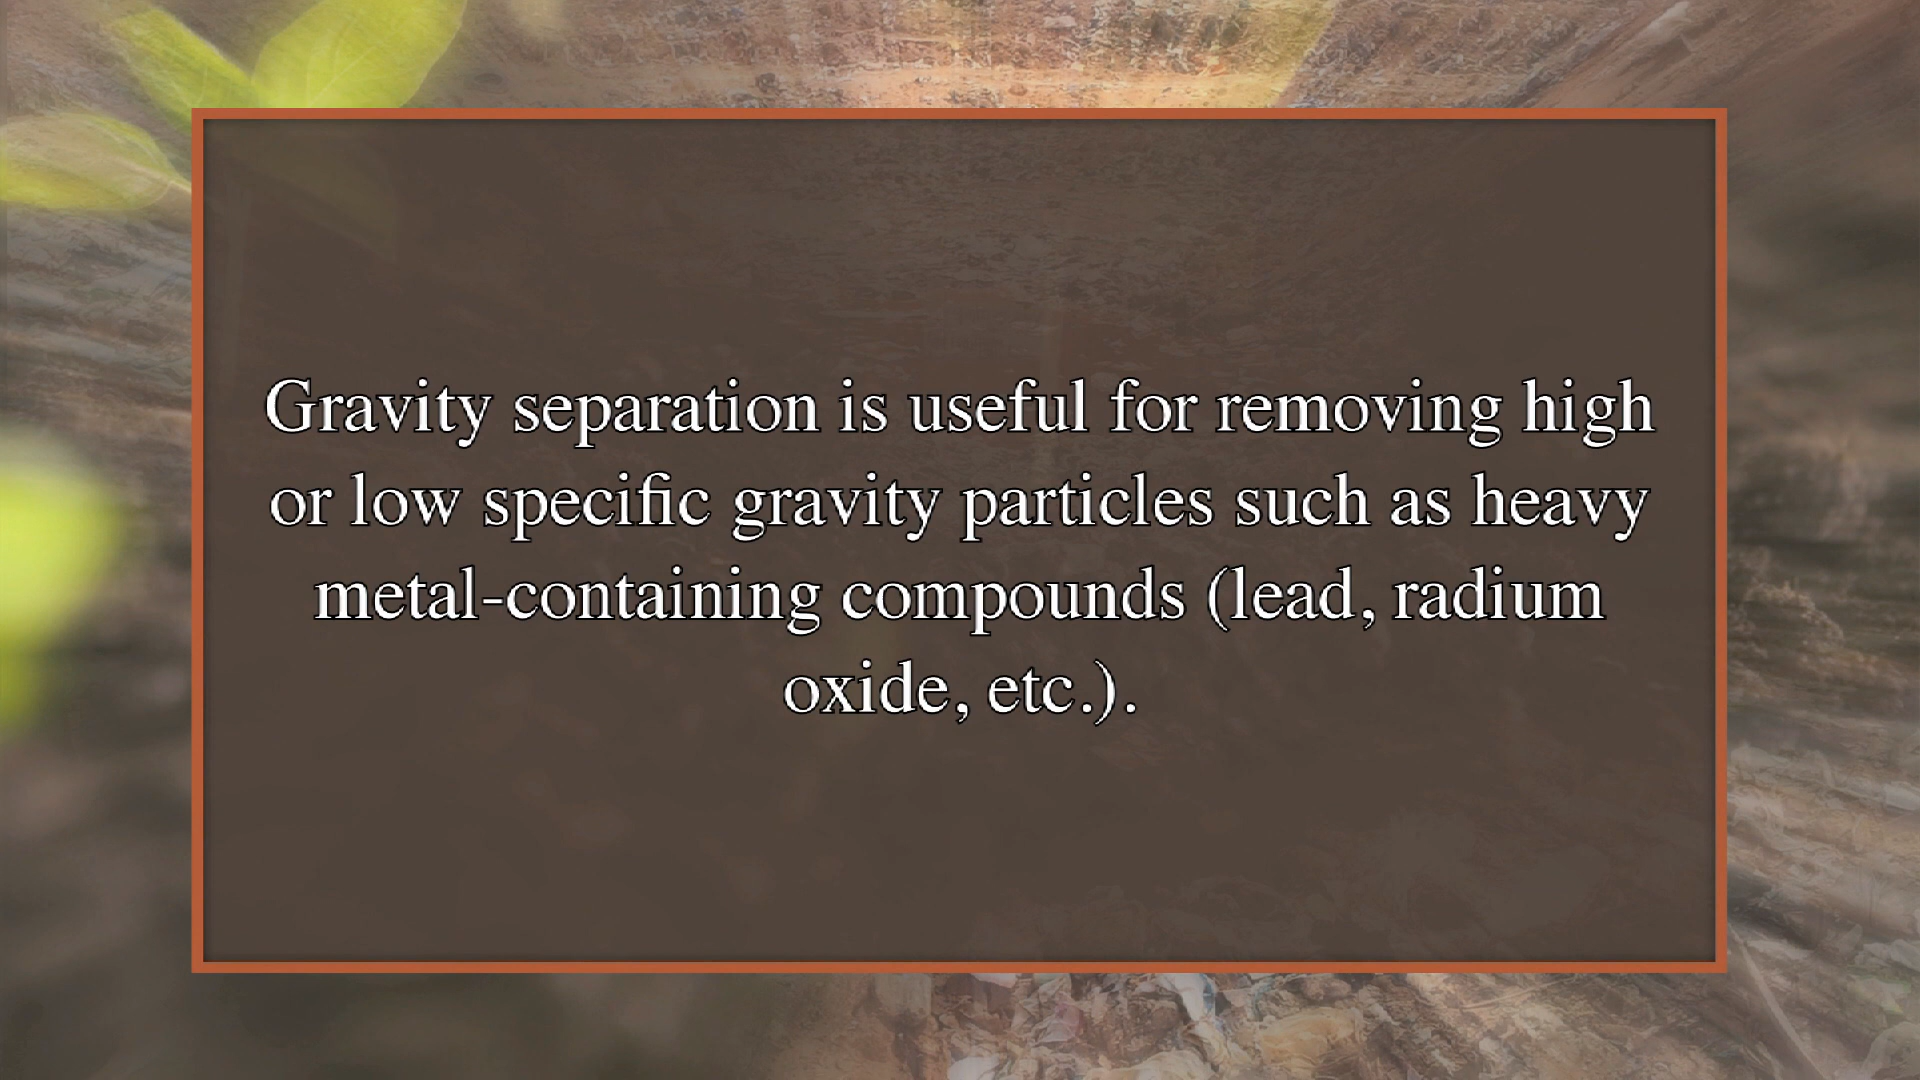 Gravity separation is useful for removing high
or low specific gravity particles such as heavy
metal-containing compounds (lead, radium
oxide, etc.).